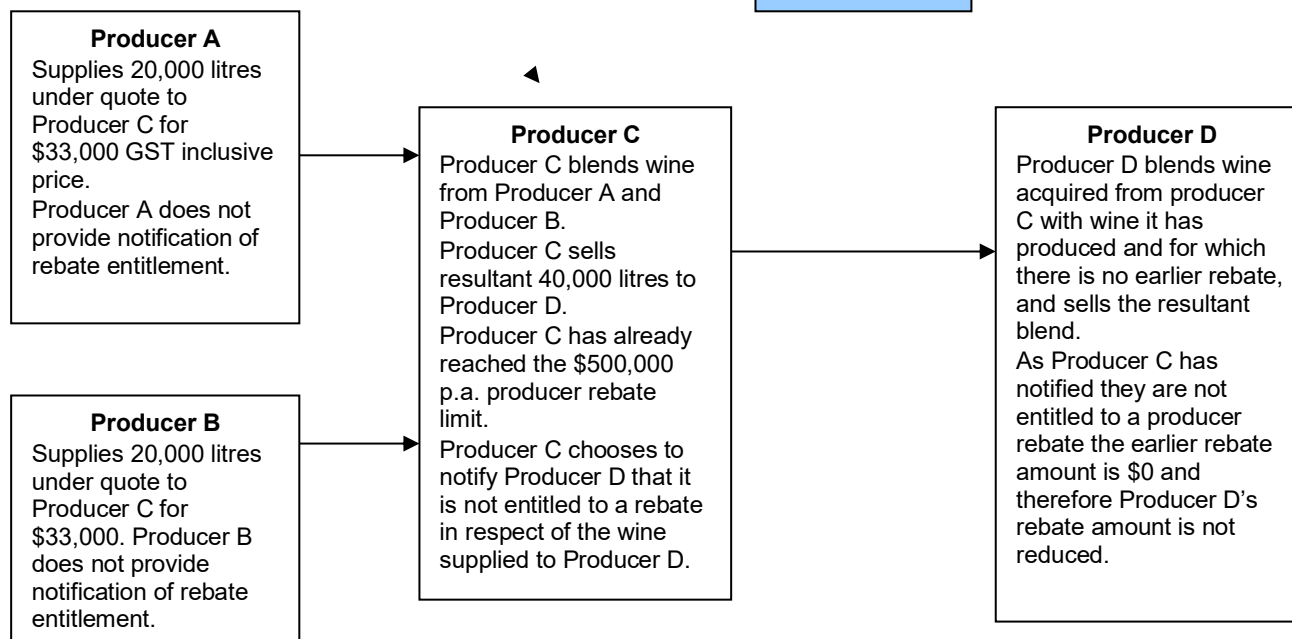 Producer A
Supplies 20,000 litres
under quote to
Producer C for
$33,000 GST inclusive
price.
Producer A does not
provide notification of
rebate entitlement.
Producer B
Supplies 20,000 litres
under quote to
Producer C for
$33,000. Producer B
does not provide
notification of rebate
entitlement.
Producer C
Producer C blends wine
from Producer A and
Producer B.
Producer C sells
resultant 40,000 litres to
Producer D.
Producer C has already
reached the $500,000
p.a. producer rebate
limit.
Producer C chooses to
notify Producer D that it
is not entitled to a rebate
in respect of the wine
supplied to Producer D.
Producer D
Producer D blends wine
acquired from producer
C with wine it has
produced and for which
there is no earlier rebate,
and sells the resultant
blend.
As Producer C has
notified they are not
entitled to a producer
rebate the earlier rebate
amount is $0 and
therefore Producer D’s
rebate amount is not
reduced.